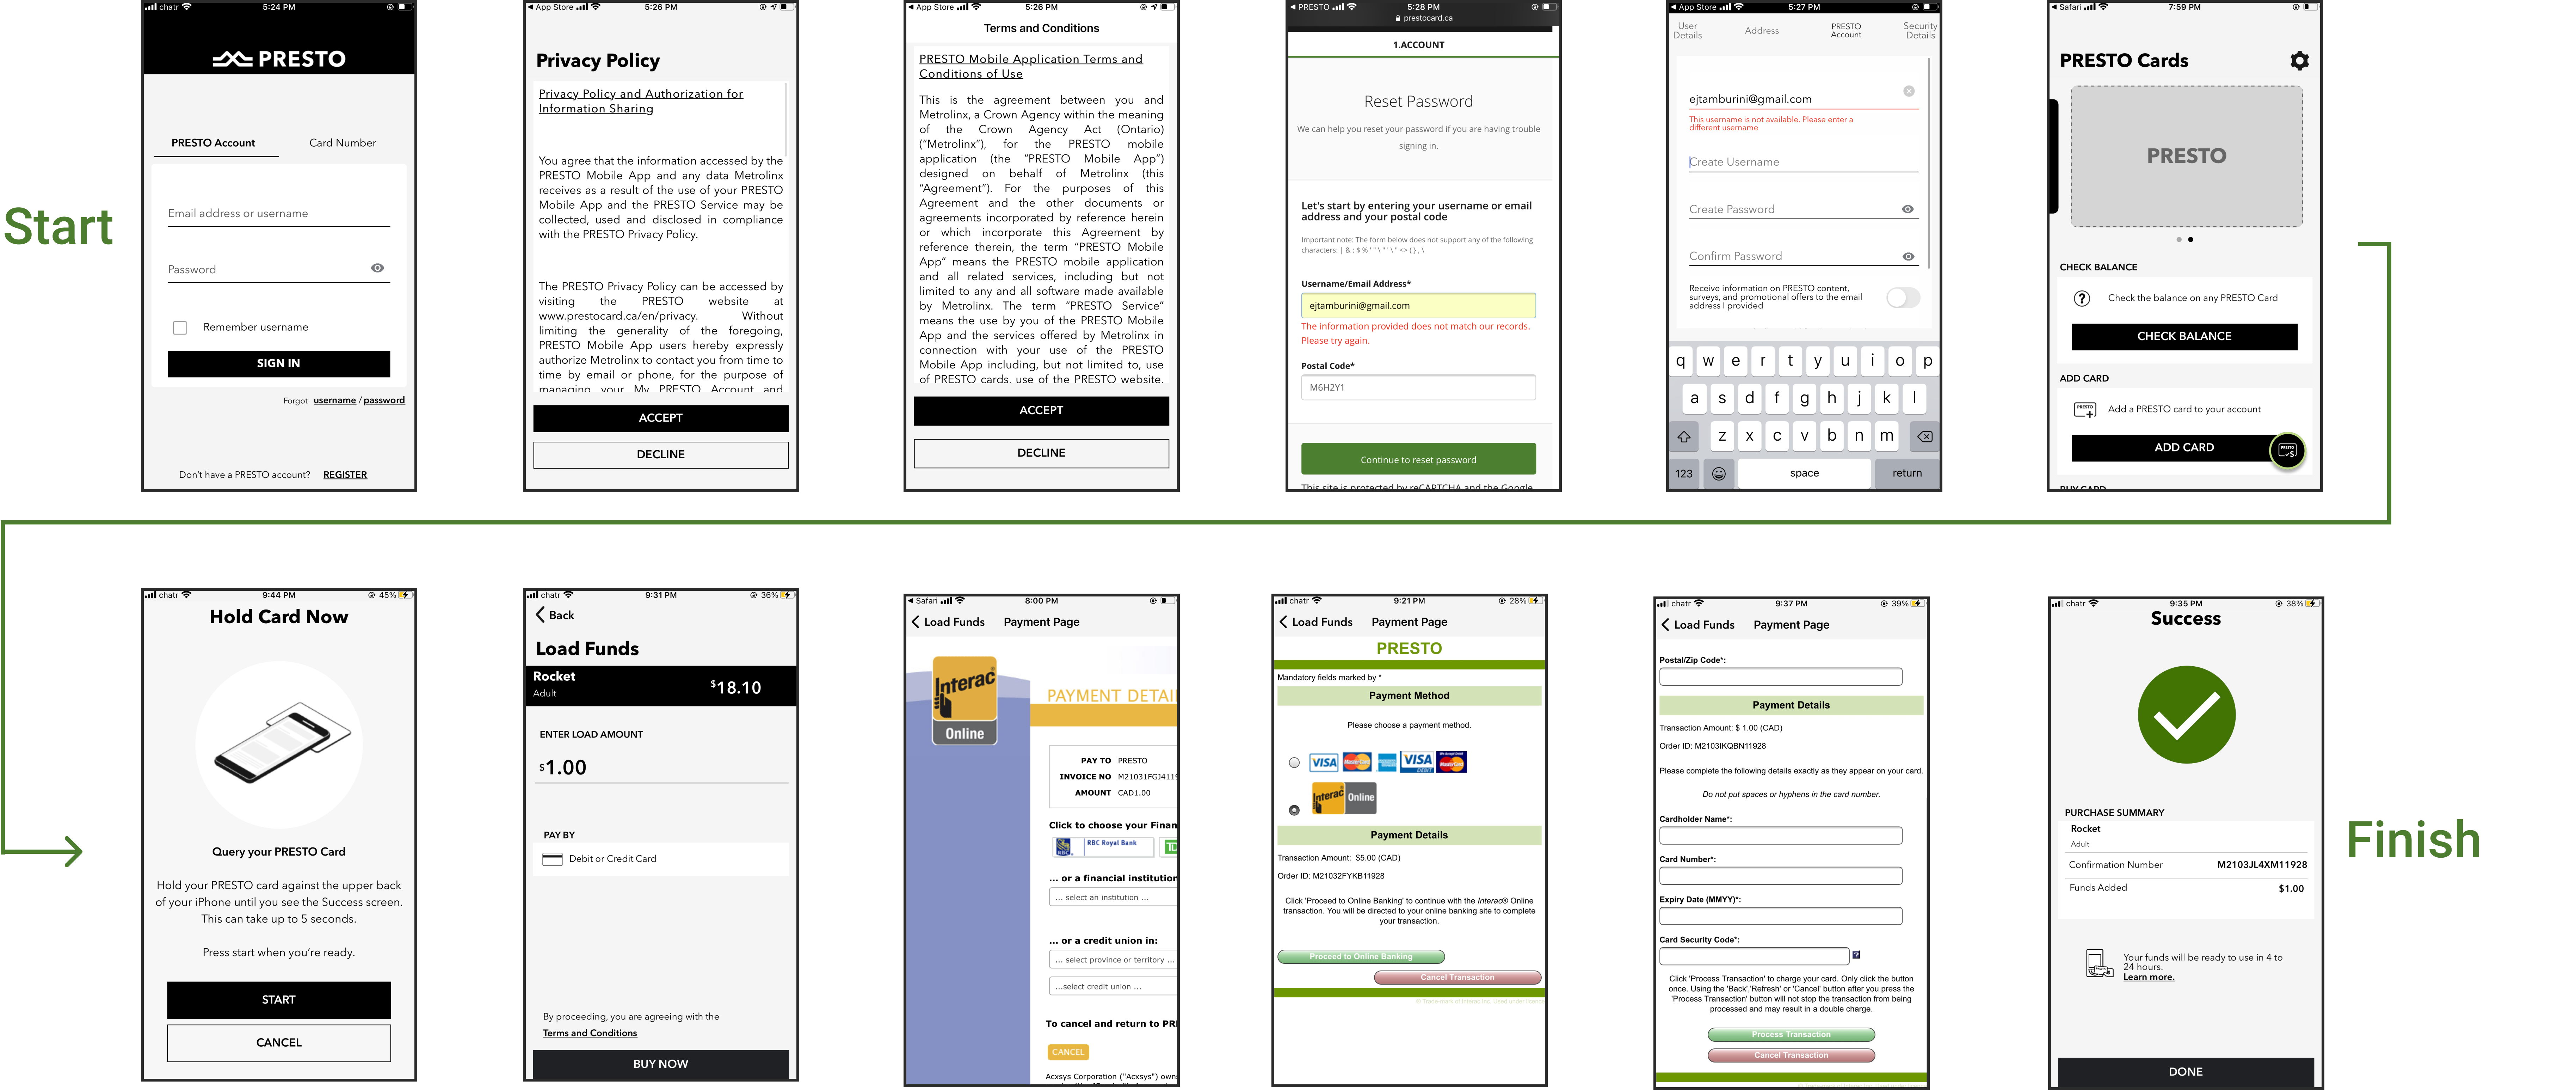 Start
chatr 5:24 PM
PRESTO
PRESTO Account Card Number
Email address or username
Password
Remember username
SIGN IN
Forgot username / password
Don't have a PRESTO account? REGISTER
App Store 5:26 PM
Privacy Policy
Privacy Policy and Authorization for
Information Sharing
You agree that the information accessed by the
PRESTO Mobile App and any data Metrolinx
receives as a result of the use of your PRESTO
Mobile App and the PRESTO Service may be
collected, used and disclosed in compliance
with the PRESTO Privacy Policy.
The PRESTO Privacy Policy can be accessed by
visiting the PRESTO website at
www.prestocard.ca/en/privacy. Without
limiting the generality of the foregoing,
PRESTO Mobile App users hereby expressly
authorize Metrolinx to contact you from time to
time by email or phone, for the purpose of
managing your My PRESTO Account and
ACCEPT
DECLINE
App Store 5:26 PM
Terms and Conditions
PRESTO Mobile Application Terms and
Conditions of Use
This is the agreement between you and
Metrolinx, a Crown Agency within the meaning
of the Crown Agency Act (Ontario)
("Metrolinx"), for the PRESTO mobile
application (the "PRESTO Mobile App")
designed on behalf of Metrolinx (this
"Agreement"). For the purposes of this
Agreement and the other documents or
agreements incorporated by reference herein
or which incorporate this Agreement by
reference therein, the term "PRESTO Mobile
App" means the PRESTO mobile application
and all related services, including but not
limited to any and all software made available
by Metrolinx. The term "PRESTO Service"
means the use by you of the PRESTO Mobile
App and the services offered by Metrolinx in
connection with your use of the PRESTO
Mobile App including, but not limited to, use
of PRESTO cards, use of the PRESTO website,
ACCEPT
DECLINE
PRESTO 5:28 PM
prestocard.ca
1.ACCOUNT
Reset Password
We can help you reset your password if you are having trouble
signing in.
Let's start by entering your username or email
address and your postal code
Important note: The form below does not support any of the following
characters: | & ; $ % ' " \ " ' \ " <> ( ) , \
Username/Email Address*
ejtamburini@gmail.com
The information provided does not match our records.
Please try again.
Postal Code*
M6H2Y1
Continue to reset password
This site is protected by reCAPTCHA and the Google
App Store 5:27 PM
User Details Address PRESTO Account Security Details
ejtamburini@gmail.com
This username is not available. Please enter a
different username
Create Username
Create Password
Confirm Password
Receive information on PRESTO content,
surveys, and promotional offers to the email
address I provided
q w e r t y u i o p
a s d f g h j k l
z x c v b n m
123 space return
Safari 7:59 PM
PRESTO Cards
PRESTO
CHECK BALANCE
Check the balance on any PRESTO Card
CHECK BALANCE
ADD CARD
PRESTO Add a PRESTO card to your account
ADD CARD
PRESTO
BUY CARD
chatr 9:44 PM 45%
Hold Card Now
Query your PRESTO Card
Hold your PRESTO card against the upper back
of your iPhone until you see the Success screen.
This can take up to 5 seconds.
Press start when you're ready.
START
CANCEL
chatr 9:31 PM 36%
Back
Load Funds
Rocket
Adult $18.10
ENTER LOAD AMOUNT
$1.00
PAY BY
Debit or Credit Card
By proceeding, you are agreeing with the
Terms and Conditions
BUY NOW
Safari 8:00 PM
Load Funds Payment Page
Interac
Online
PAYMENT DETAI
PAY TO PRESTO
INVOICE NO M21031FGJ4119
AMOUNT CAD1.00
Click to choose your Finan
RBC Royal Bank TD
... or a financial institution
... select an institution ...
... or a credit union in:
... select province or territory ...
...select credit union ...
To cancel and return to PR
CANCEL
Acxsys Corporation ("Acxsys") owns
chatr 9:21 PM 28%
Load Funds Payment Page
PRESTO
Mandatory fields marked by *
Payment Method
Please choose a payment method.
VISA MasterCard VISA DEBIT MasterCard
Interac Online
Payment Details
Transaction Amount: $5.00 (CAD)
Order ID: M21032FYKB11928
Click 'Proceed to Online Banking' to continue with the Interac® Online
transaction. You will be directed to your online banking site to complete
your transaction.
Proceed to Online Banking
Cancel Transaction
chatr 9:37 PM 39%
Load Funds Payment Page
Postal/Zip Code*:
Payment Details
Transaction Amount: $ 1.00 (CAD)
Order ID: M2103IKQBN11928
Please complete the following details exactly as they appear on your card.
Do not put spaces or hyphens in the card number.
Cardholder Name*:
Card Number*:
Expiry Date (MMYY)*:
Card Security Code*:
?
Click 'Process Transaction' to charge your card. Only click the button
once. Using the 'Back','Refresh' or 'Cancel' button after you press the
'Process Transaction' button will not stop the transaction from being
processed and may result in a double charge.
Process Transaction
Cancel Transaction
chatr 9:35 PM 38%
Success
PURCHASE SUMMARY
Rocket
Adult
Confirmation Number M2103JL4XM11928
Funds Added $1.00
Your funds will be ready to use in 4 to
24 hours.
Learn more.
DONE
Finish